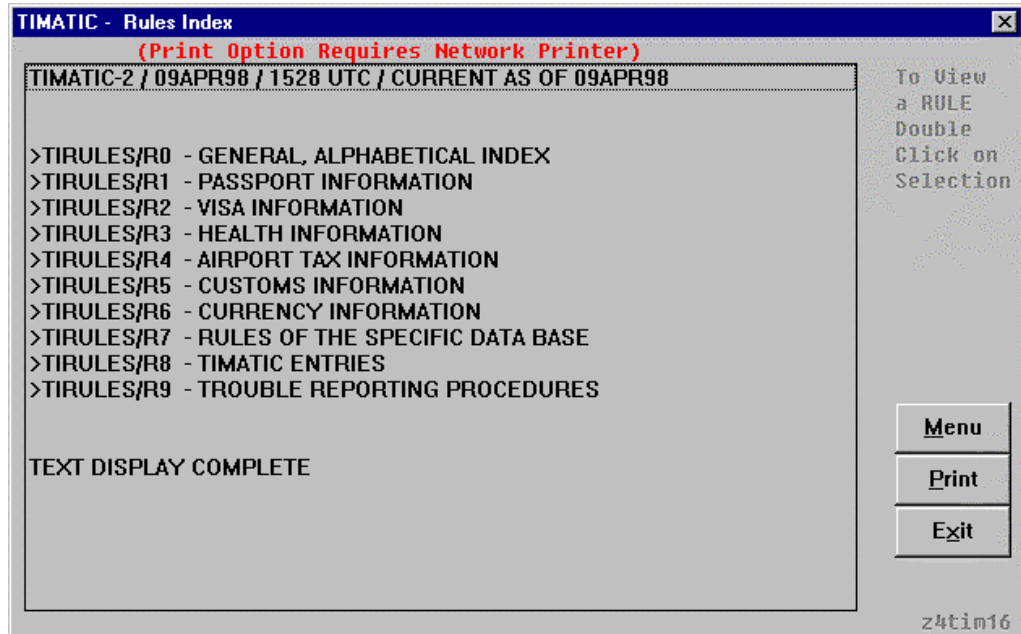 TIMATIC - Rules Index
(Print Option Requires Network Printer)
TIMATIC-2 / 09APR98 / 1528 UTC / CURRENT AS OF 09APR98
>TIRULES/R0 - GENERAL, ALPHABETICAL INDEX
>TIRULES/R1 - PASSPORT INFORMATION
>TIRULES/R2 - VISA INFORMATION
>TIRULES/R3 - HEALTH INFORMATION
>TIRULES/R4 - AIRPORT TAX INFORMATION
>TIRULES/R5 - CUSTOMS INFORMATION
>TIRULES/R6 - CURRENCY INFORMATION
>TIRULES/R7 - RULES OF THE SPECIFIC DATA BASE
>TIRULES/R8 - TIMATIC ENTRIES
>TIRULES/R9 - TROUBLE REPORTING PROCEDURES
TEXT DISPLAY COMPLETE
To View
a RULE
Double
Click on
Selection
Menu
Print
Exit
z4tim16